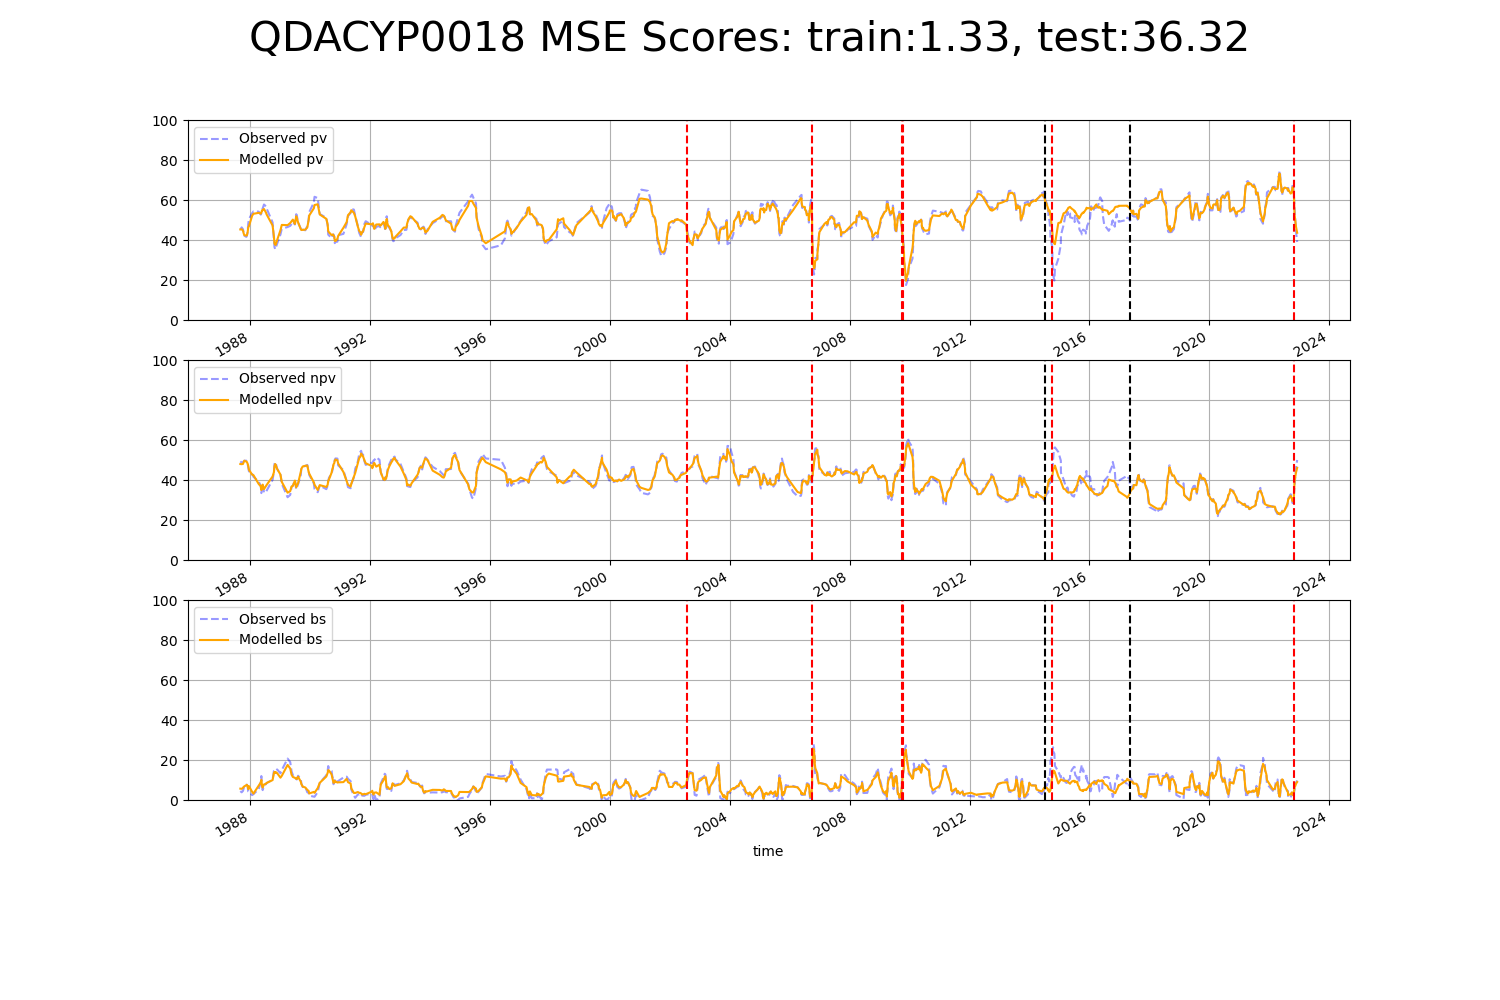 QDACYP0018 MSE Scores: train:1.33, test:36.32
100
80
60
40
20
0
Observed pv
Modelled pv
1988 1992 1996 2000 2004 2008 2012 2016 2020 2024
100
80
60
40
20
0
Observed npv
Modelled npv
1988 1992 1996 2000 2004 2008 2012 2016 2020 2024
100
80
60
40
20
0
Observed bs
Modelled bs
1988 1992 1996 2000 2004 2008 2012 2016 2020 2024
time